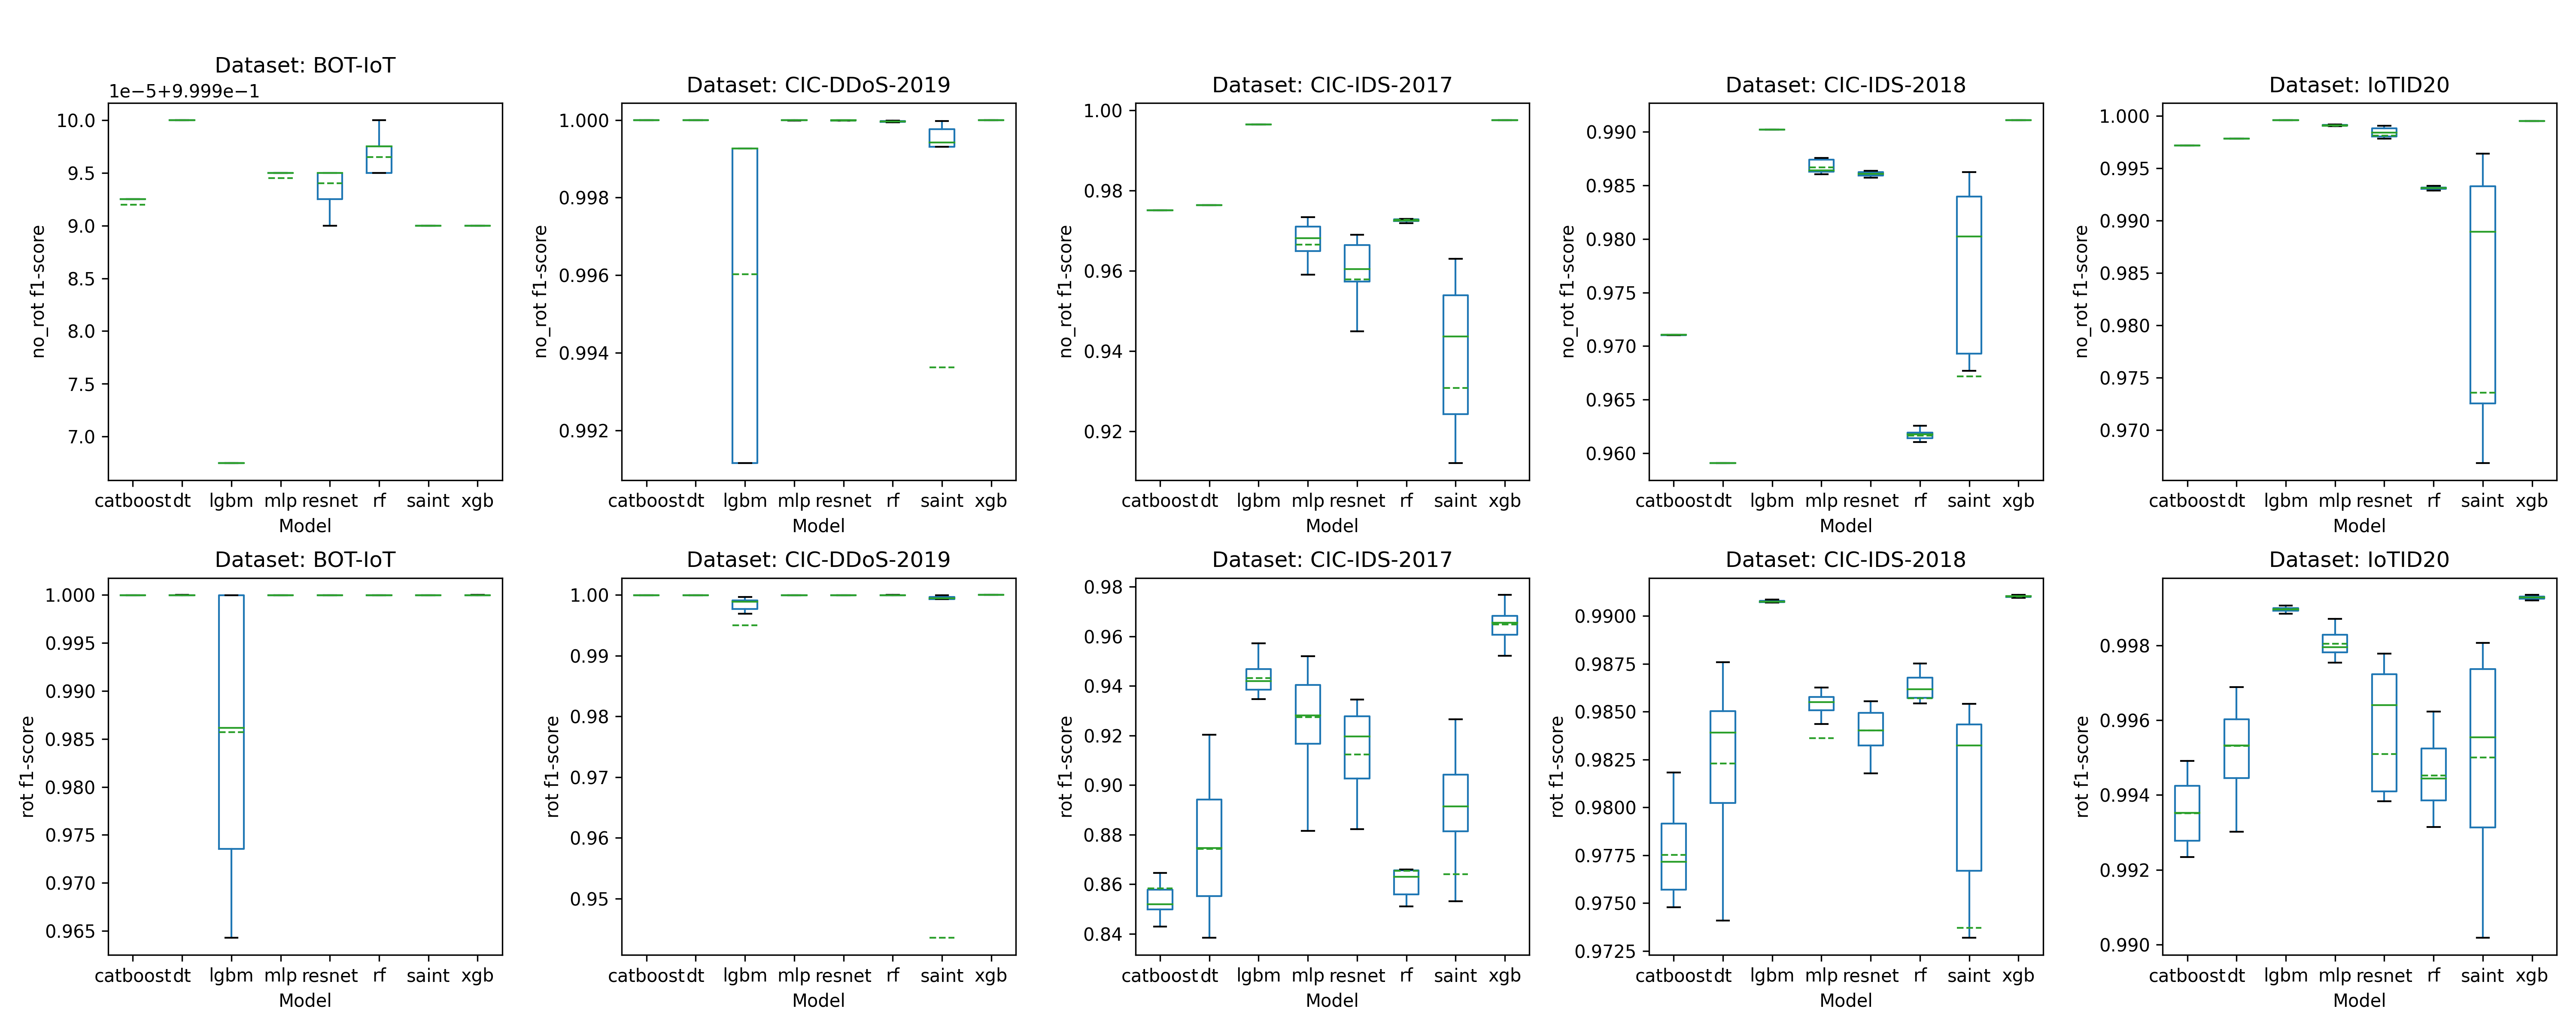 Dataset: BOT-IoT
1e−5+9.999e−1
10.0
9.5
9.0
8.5
8.0
7.5
7.0
no_rot f1-score
catboost dt lgbm mlp resnet rf saint xgb
Model
Dataset: CIC-DDoS-2019
1.000
0.998
0.996
0.994
0.992
no_rot f1-score
catboost dt lgbm mlp resnet rf saint xgb
Model
Dataset: CIC-IDS-2017
1.00
0.98
0.96
0.94
0.92
no_rot f1-score
catboost dt lgbm mlp resnet rf saint xgb
Model
Dataset: CIC-IDS-2018
0.990
0.985
0.980
0.975
0.970
0.965
0.960
no_rot f1-score
catboost dt lgbm mlp resnet rf saint xgb
Model
Dataset: IoTID20
1.000
0.995
0.990
0.985
0.980
0.975
0.970
no_rot f1-score
catboost dt lgbm mlp resnet rf saint xgb
Model
Dataset: BOT-IoT
1.000
0.995
0.990
0.985
0.980
0.975
0.970
0.965
rot f1-score
catboost dt lgbm mlp resnet rf saint xgb
Model
Dataset: CIC-DDoS-2019
1.00
0.99
0.98
0.97
0.96
0.95
rot f1-score
catboost dt lgbm mlp resnet rf saint xgb
Model
Dataset: CIC-IDS-2017
0.98
0.96
0.94
0.92
0.90
0.88
0.86
0.84
rot f1-score
catboost dt lgbm mlp resnet rf saint xgb
Model
Dataset: CIC-IDS-2018
0.9900
0.9875
0.9850
0.9825
0.9800
0.9775
0.9750
0.9725
rot f1-score
catboost dt lgbm mlp resnet rf saint xgb
Model
Dataset: IoTID20
0.998
0.996
0.994
0.992
0.990
rot f1-score
catboost dt lgbm mlp resnet rf saint xgb
Model